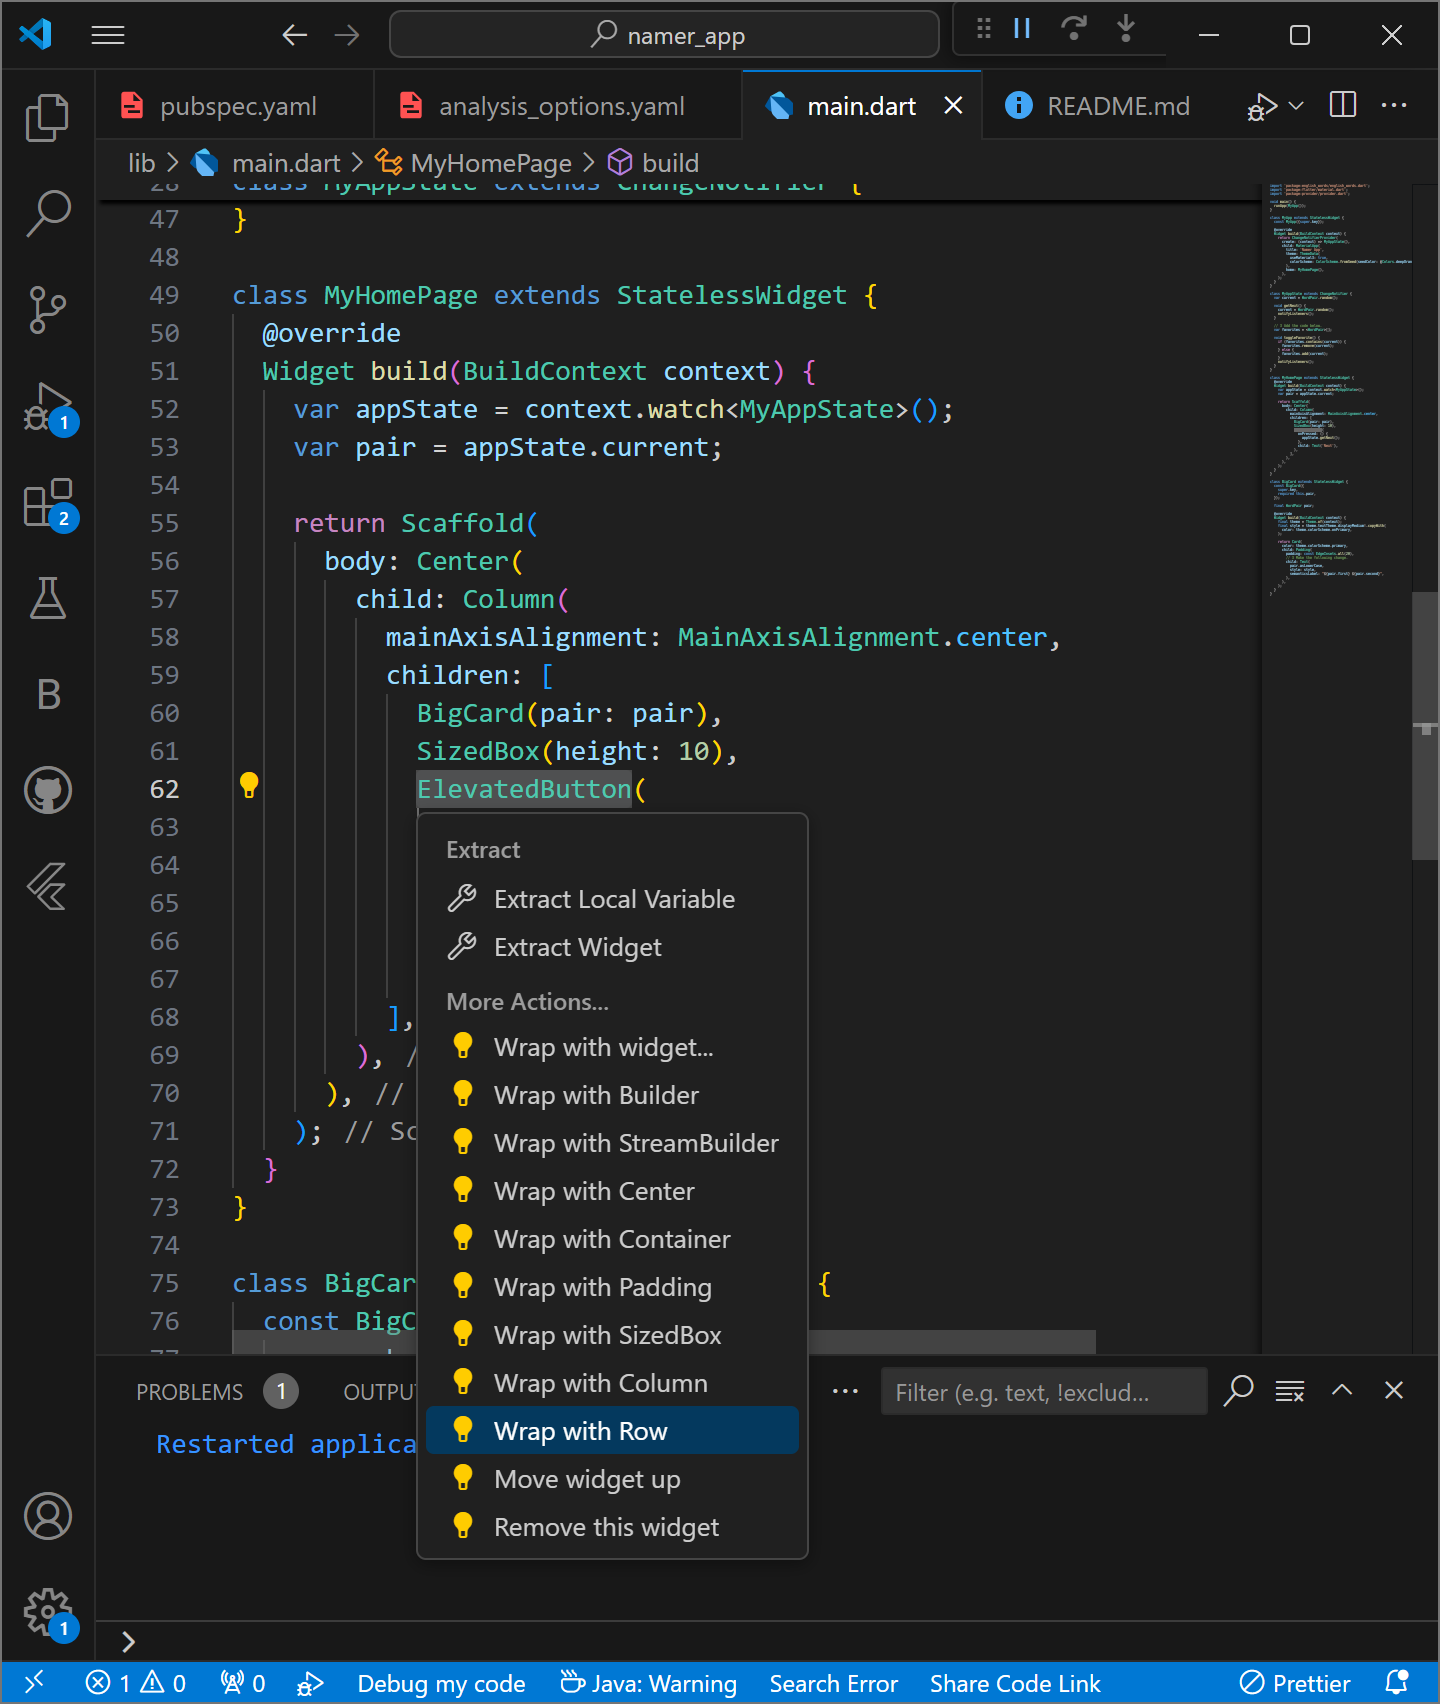 namer_app
pubspec.yaml
analysis_options.yaml
main.dart
README.md
lib > main.dart > MyHomePage > build
28 class MyAppState extends ChangeNotifier {
47 }
48
49 class MyHomePage extends StatelessWidget {
50 @override
51 Widget build(BuildContext context) {
52 var appState = context.watch<MyAppState>();
53 var pair = appState.current;
54
55 return Scaffold(
56 body: Center(
57 child: Column(
58 mainAxisAlignment: MainAxisAlignment.center,
59 children: [
60 BigCard(pair: pair),
61 SizedBox(height: 10),
62 ElevatedButton(
63
64
65
66
67
68 ],
69 ), /
70 ), //
71 ); // Sc
72 }
73 }
74
75 class BigCar {
76 const BigC
77
Extract
Extract Local Variable
Extract Widget
More Actions...
Wrap with widget...
Wrap with Builder
Wrap with StreamBuilder
Wrap with Center
Wrap with Container
Wrap with Padding
Wrap with SizedBox
Wrap with Column
Wrap with Row
Move widget up
Remove this widget
1
2
B
1
PROBLEMS 1 OUTPU
Filter (e.g. text, !exclud...
Restarted applica
>
1 0 0 Debug my code Java: Warning Search Error Share Code Link Prettier